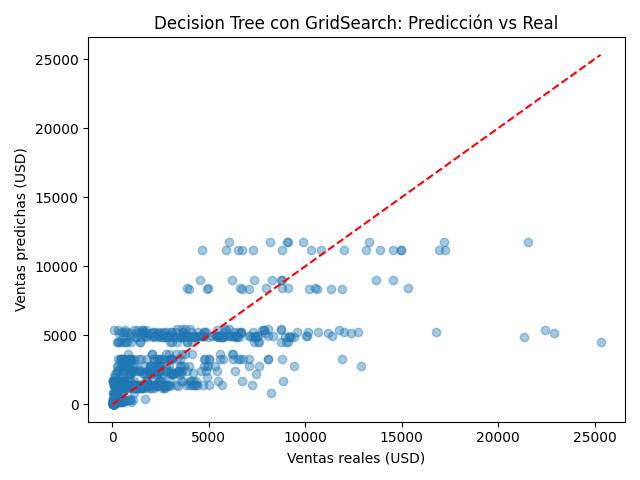 Decision Tree con GridSearch: Predicción vs Real
25000
20000
15000
10000
5000
0
Ventas predichas (USD)
0 5000 10000 15000 20000 25000
Ventas reales (USD)